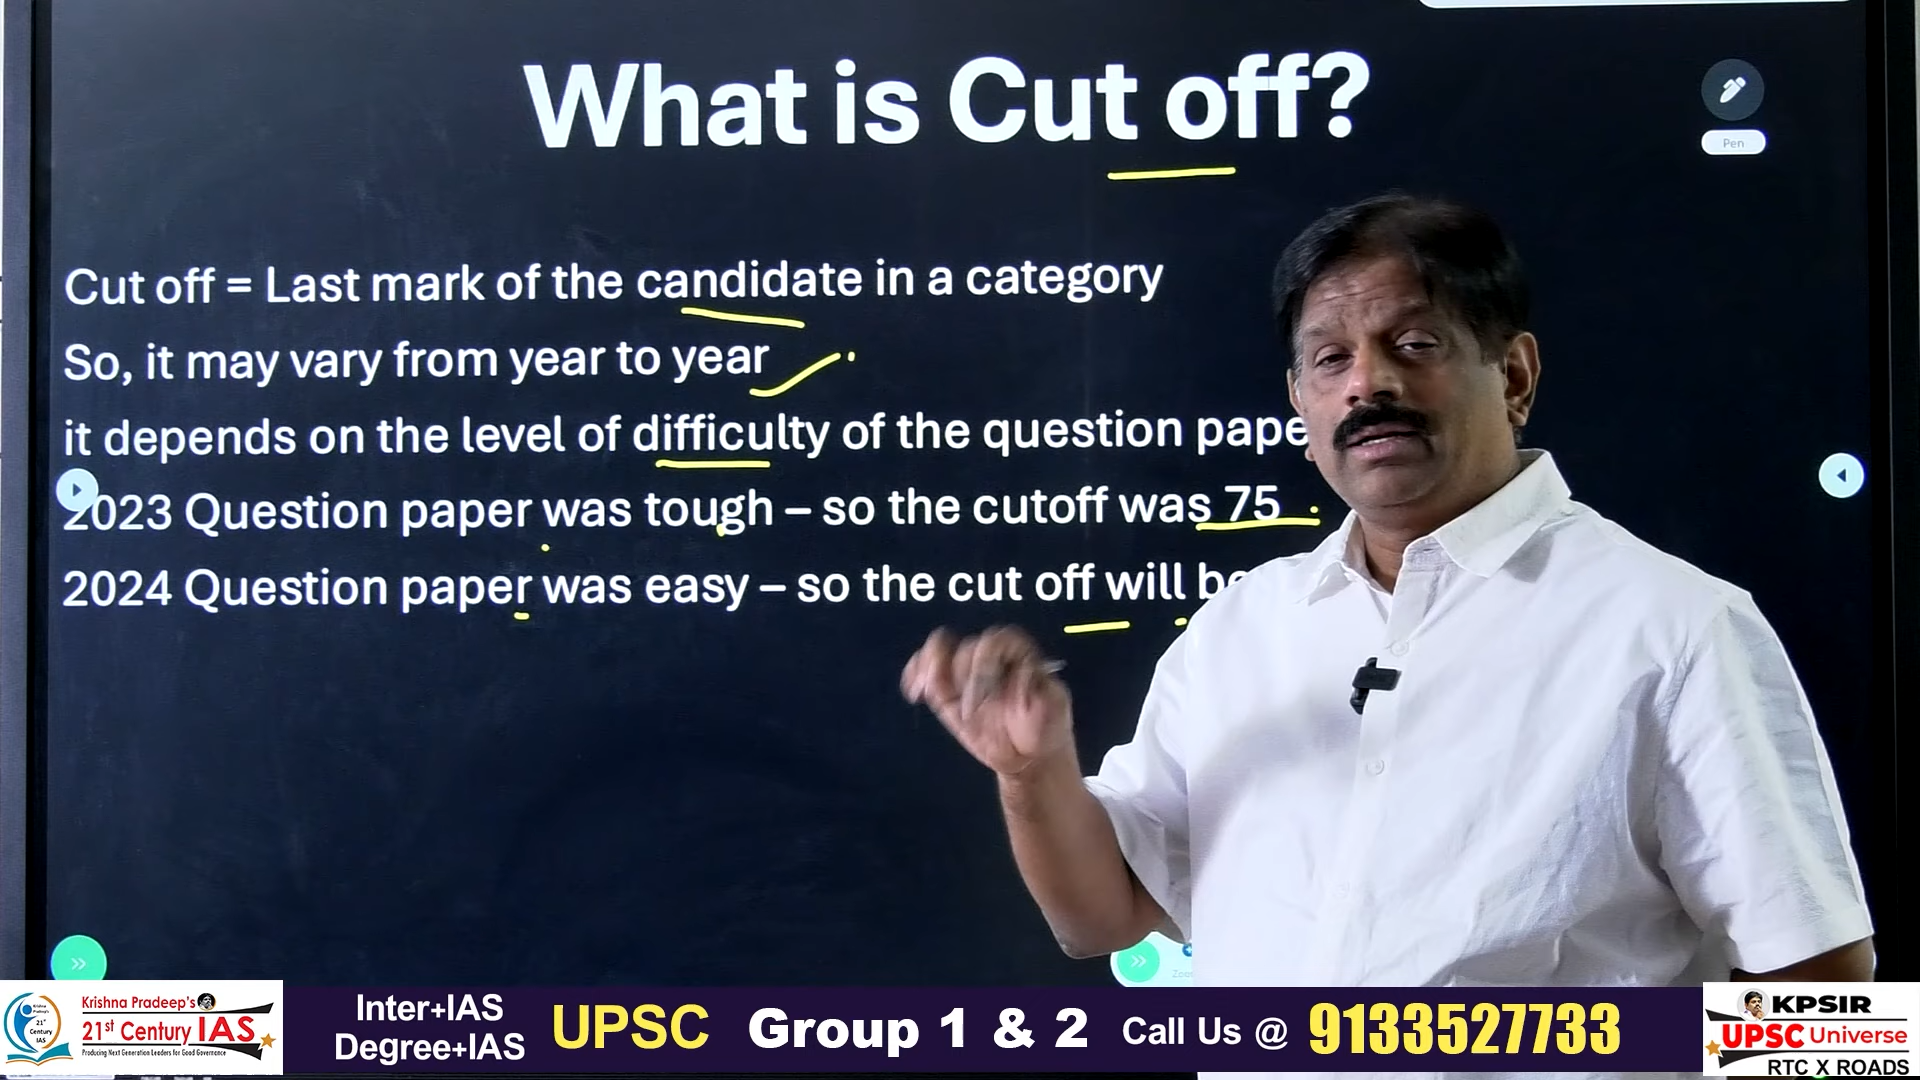 What is Cut off?
Pen
Cut off = Last mark of the candidate in a category
So, it may vary from year to year
it depends on the level of difficulty of the question pape
2023 Question paper was tough – so the cutoff was 75
2024 Question paper was easy – so the cut off will be
Krishna Pradeep's
21st Century IAS
Producing Next Generation Leaders for Good Governance
21st
Century
IAS
Inter+IAS
Degree+IAS
UPSC Group 1 & 2 Call Us @ 9133527733
KPSIR
UPSC Universe
RTC X ROADS